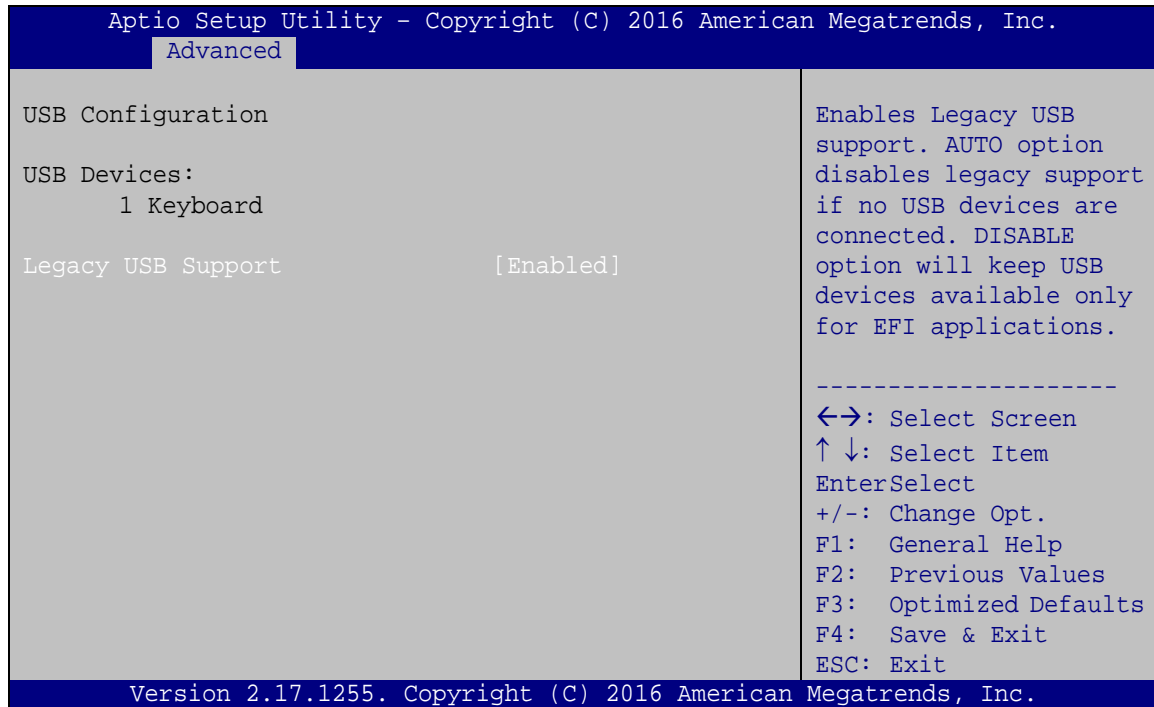 Aptio Setup Utility – Copyright (C) 2016 American Megatrends, Inc.
Advanced
USB Configuration
USB Devices:
1 Keyboard
Legacy USB Support [Enabled]
Enables Legacy USB
support. AUTO option
disables legacy support
if no USB devices are
connected. DISABLE
option will keep USB
devices available only
for EFI applications.
---------------------
←→: Select Screen
↑ ↓: Select Item
EnterSelect
+/-: Change Opt.
F1: General Help
F2: Previous Values
F3: Optimized Defaults
F4: Save & Exit
ESC: Exit
Version 2.17.1255. Copyright (C) 2016 American Megatrends, Inc.